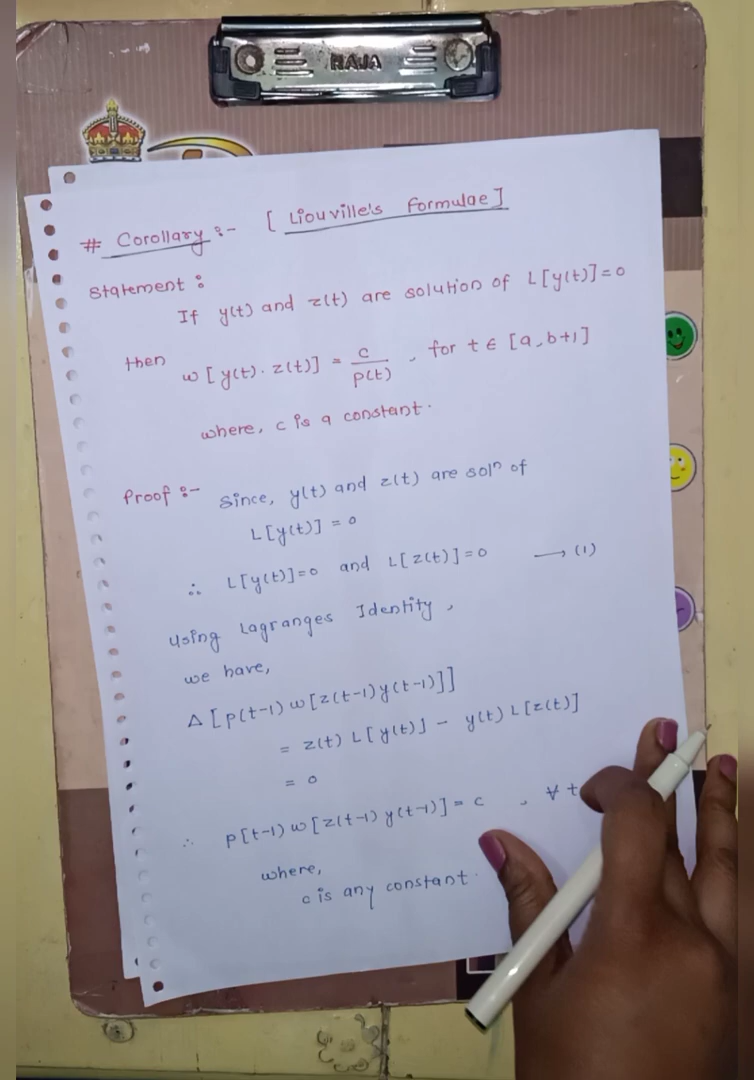 RAJA
# Corollary :- [ Liouville's Formulae ]
Statement :
If y(t) and z(t) are solution of L[y(t)] = 0
then w[y(t). z(t)] = c/p(t) , for t ∈ [a, b+1]
where, c is a constant.
Proof :- Since, y(t) and z(t) are solⁿ of
L[y(t)] = 0
∴ L[y(t)]=0 and L[z(t)]=0 → (1)
Using Lagranges Identity,
we have,
Δ[p(t-1) w[z(t-1) y(t-1)]]
= z(t) L[y(t)] - y(t) L[z(t)]
= 0
∴ p[t-1) w[z(t-1) y(t-1)] = c , ∀ t
where,
c is any constant.